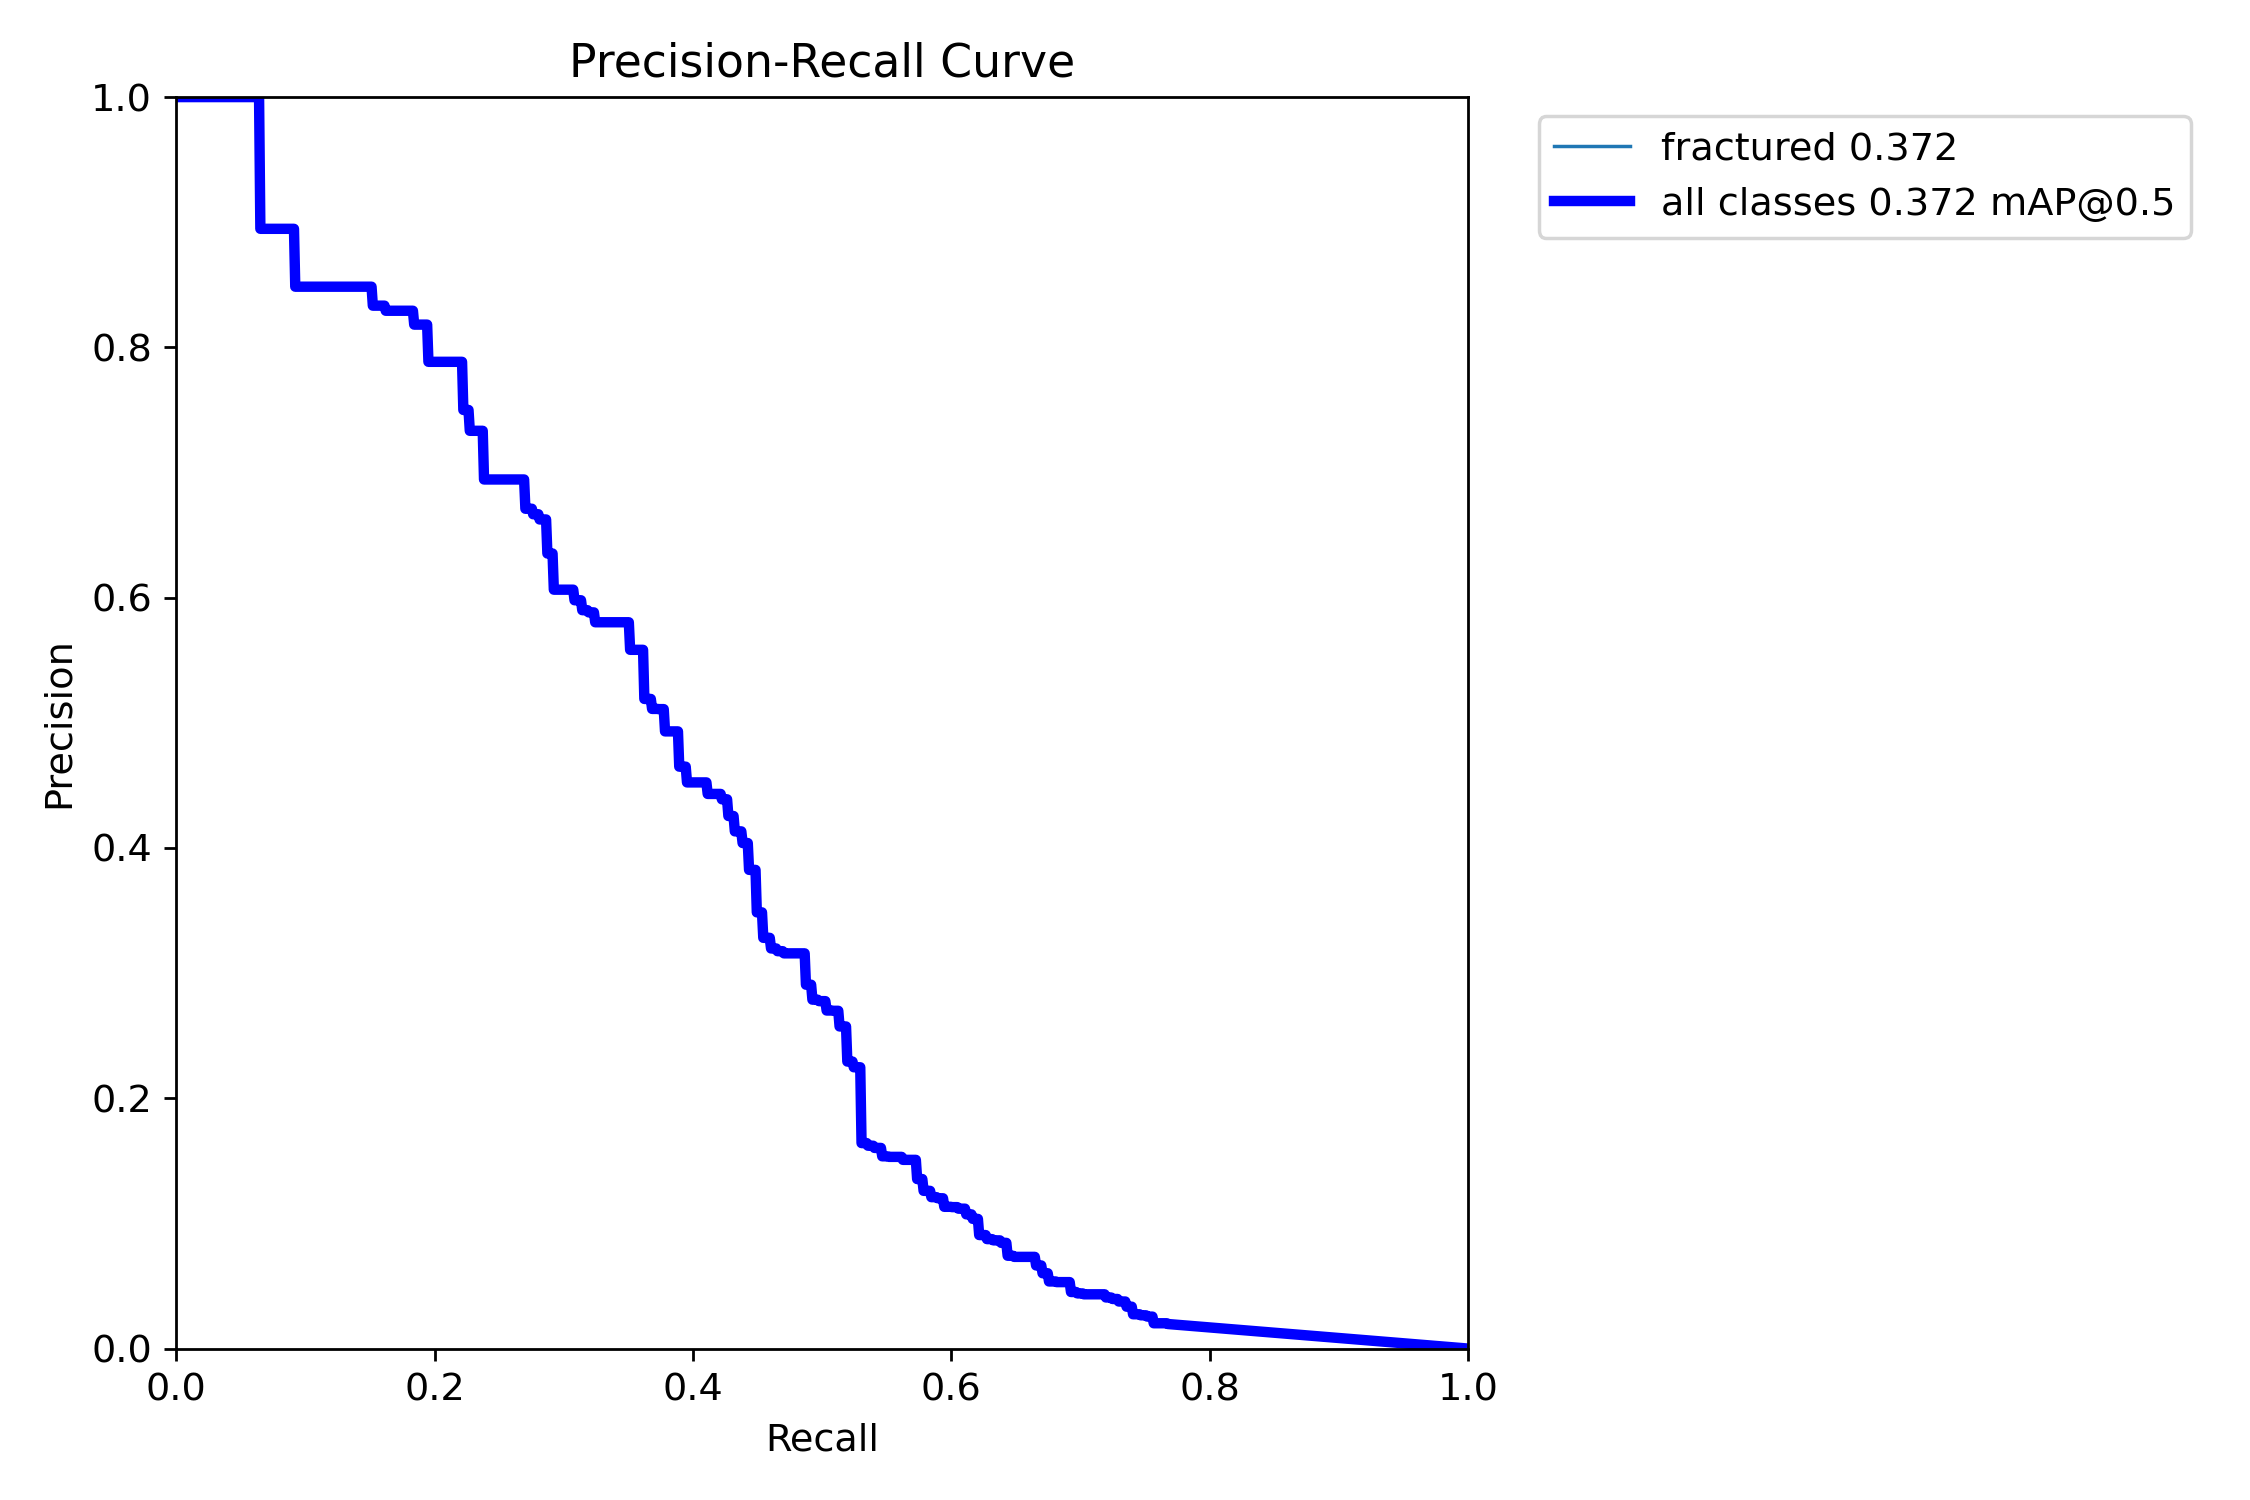 Precision-Recall Curve
1.0
0.8
0.6
0.4
0.2
0.0
Precision
0.0 0.2 0.4 0.6 0.8 1.0
Recall
fractured 0.372
all classes 0.372 mAP@0.5